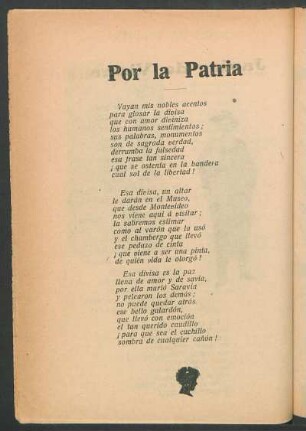 Por la Patria
Vayan mis nobles acentos
para glosar la divisa
que con amor diviniza
los humanos sentimientos;
sus palabras, monumentos
son de sagrada verdad,
derrumba la falsedad
esa frase tan sincera
¡que se ostenta en la bandera
cual sol de la libertad!
Esa divisa, un altar
le darán en el Museo,
que desde Montevideo
nos viene aquí a visitar;
la sabremos estimar
como al varón que la usó
y el chambergo que llevó
ese pedazo de cinta
¡que viene a ser una pinta,
de quién vida le otorgó!
Esa divisa es la paz
llena de amor y de savia,
por ella murió Saravia
y pelearon los demás;
no puede quedar atrás
ese bello galardón,
que llevó con emoción
el tan querido caudillo
¡para que sea el cuchillo
sombra de cualquier cañón!